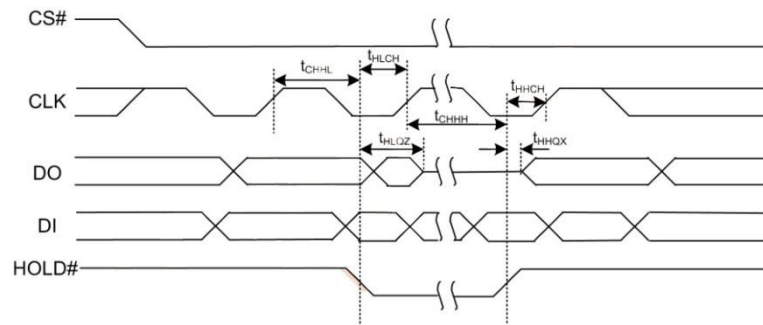 CS#
tHLCH
tCHHL
tHHCH
CLK
tCHHH
tHLQZ
tHHQX
DO
DI
HOLD#